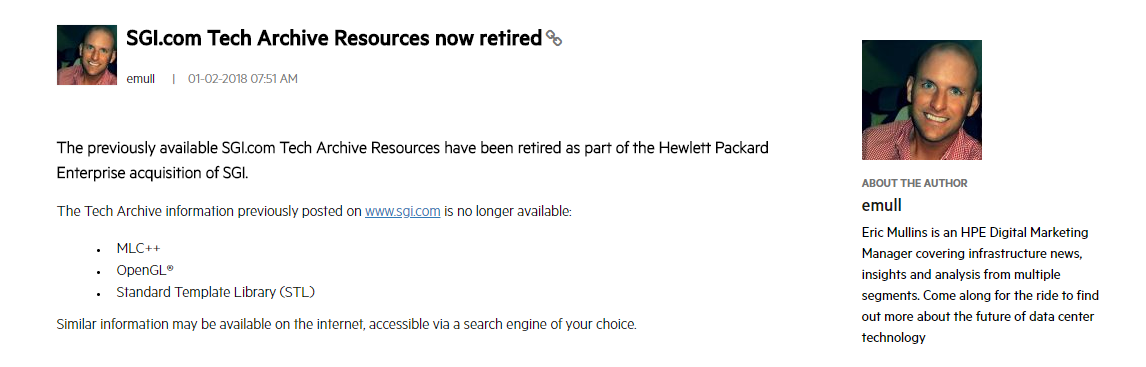 SGI.com Tech Archive Resources now retired
emull | 01-02-2018 07:51 AM
The previously available SGI.com Tech Archive Resources have been retired as part of the Hewlett Packard
Enterprise acquisition of SGI.
The Tech Archive information previously posted on www.sgi.com is no longer available:
• MLC++
• OpenGL®
• Standard Template Library (STL)
Similar information may be available on the internet, accessible via a search engine of your choice.
ABOUT THE AUTHOR
emull
Eric Mullins is an HPE Digital Marketing
Manager covering infrastructure news,
insights and analysis from multiple
segments. Come along for the ride to find
out more about the future of data center
technology